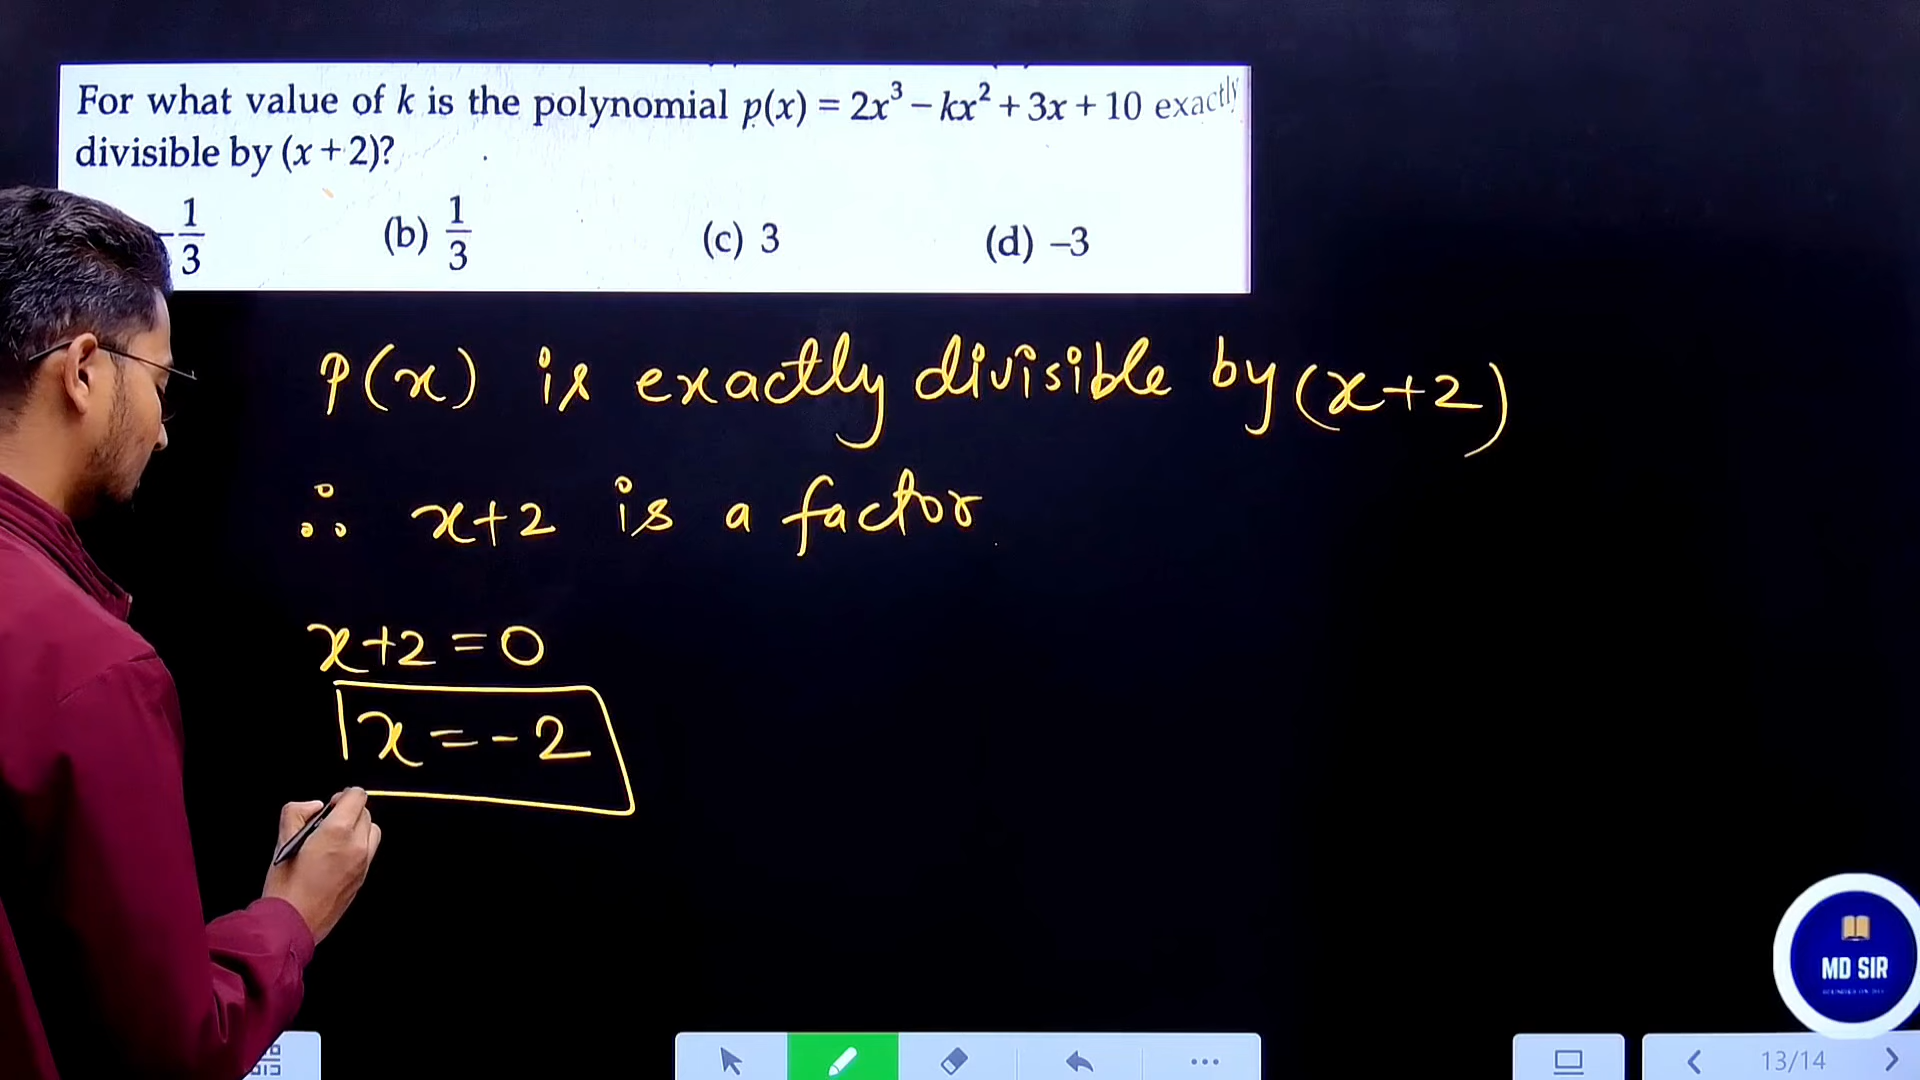 For what value of k is the polynomial p(x) = 2x³ – kx² + 3x + 10 exactly
divisible by (x + 2)?
-1/3 (b) 1/3 (c) 3 (d) –3
P(x) is exactly divisible by (x+2)
∴ x+2 is a factor
x+2 = 0
x = -2
MD SIR
13/14